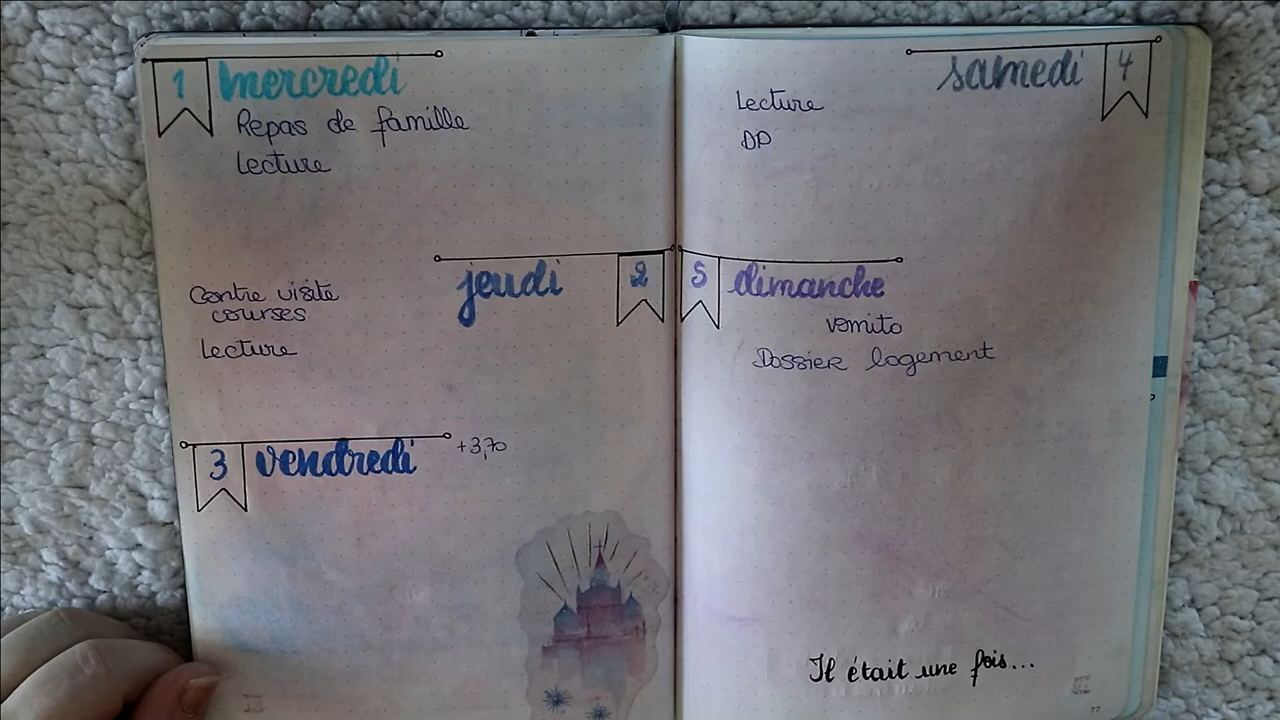 1 mercredi
Repas de famille
Lecture
jeudi 2
Contre visite
courses
Lecture
3 vendredi +3,70
samedi 4
Lecture
DP
5 dimanche
vomito
Dossier logement
Il était une fois...
77